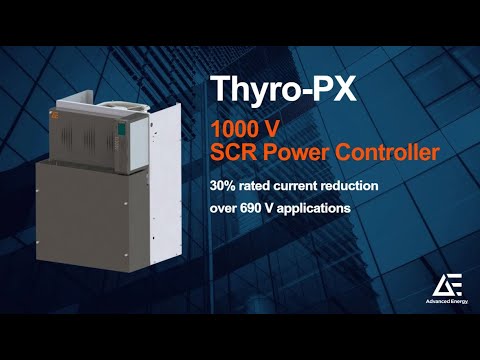 Thyro-PX
1000 V
SCR Power Controller
30% rated current reduction
over 690 V applications
Advanced Energy